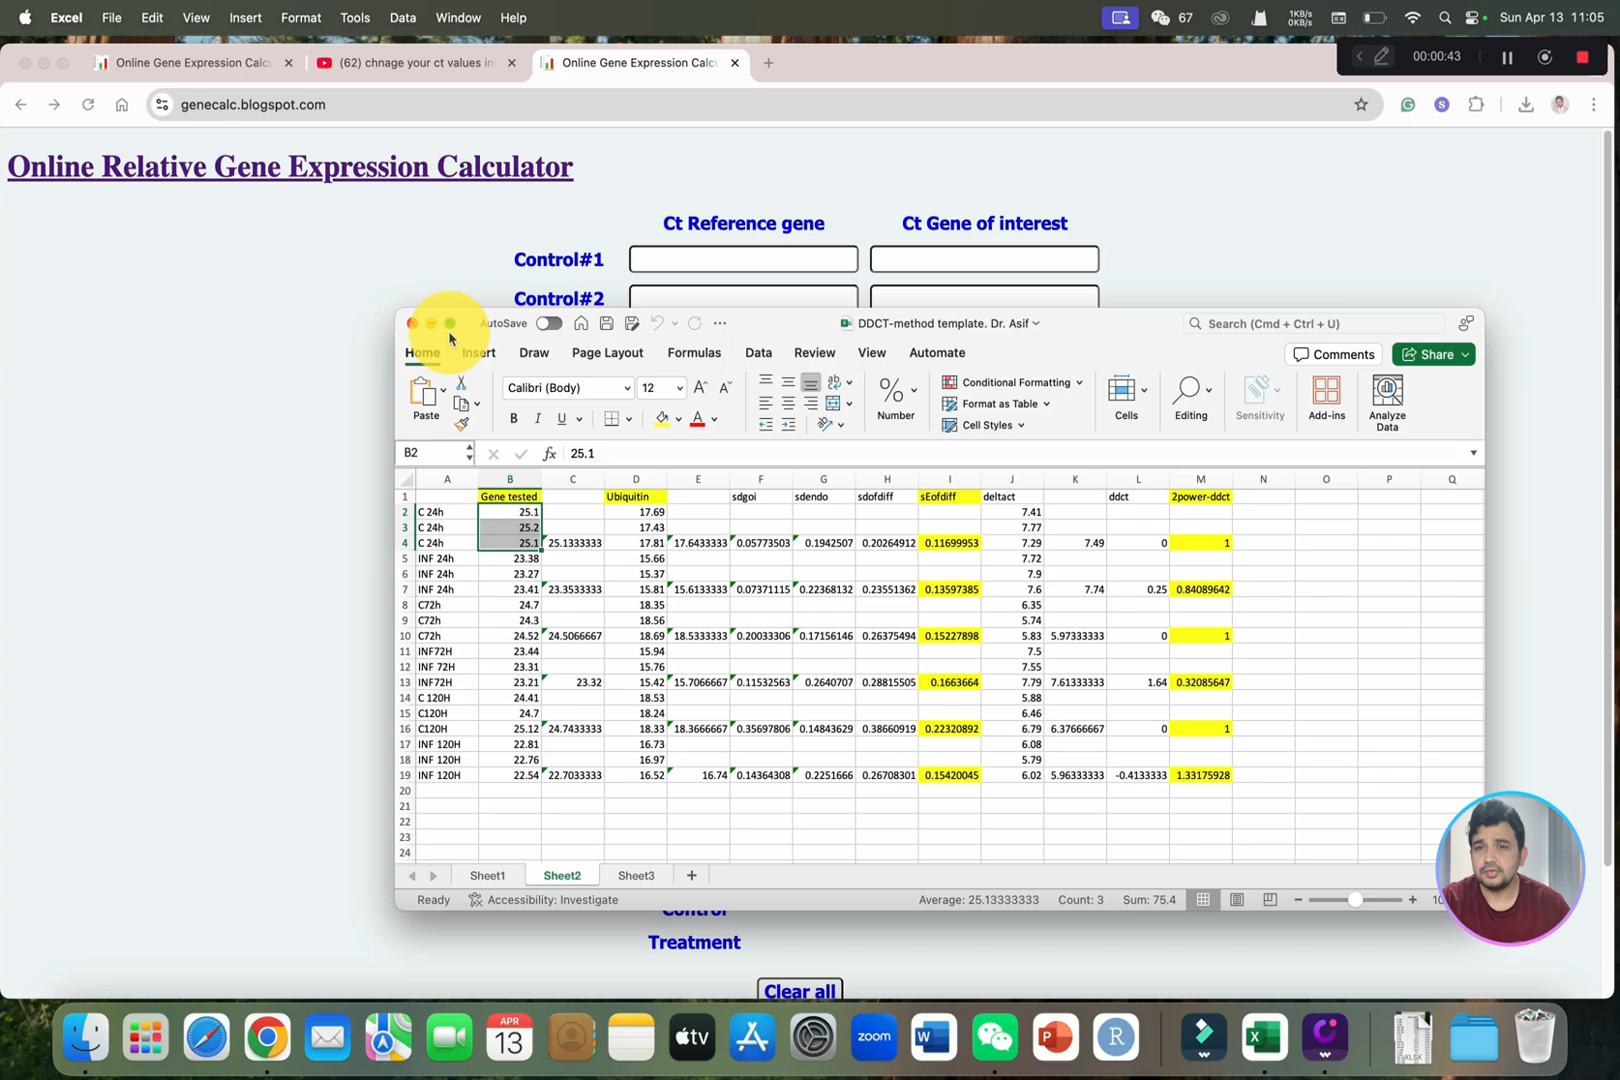 Excel File Edit View Insert Format Tools Data Window Help 67 1KB/s 0KB/s Sun Apr 13 11:05
Online Gene Expression Calcu (62) chnage your ct values in Online Gene Expression Calcu 00:00:43
genecalc.blogspot.com
Online Relative Gene Expression Calculator
Ct Reference gene Ct Gene of interest
Control#1
Control#2
AutoSave DDCT-method template. Dr. Asif Search (Cmd + Ctrl + U)
Home Insert Draw Page Layout Formulas Data Review View Automate Comments Share
Paste Calibri (Body) 12 Number Conditional Formatting Format as Table Cell Styles Cells Editing Sensitivity Add-ins Analyze Data
B2 fx 25.1
A B C D E F G H I J K L M N O P Q
1 Gene tested Ubiquitin sdgoi sdendo sdofdiff sEofdiff deltact ddct 2power-ddct
2 C 24h 25.1 17.69 7.41
3 C 24h 25.2 17.43 7.77
4 C 24h 25.1 25.1333333 17.81 17.6433333 0.05773503 0.1942507 0.20264912 0.11699953 7.29 7.49 0 1
5 INF 24h 23.38 15.66 7.72
6 INF 24h 23.27 15.37 7.9
7 INF 24h 23.41 23.3533333 15.81 15.6133333 0.07371115 0.22368132 0.23551362 0.13597385 7.6 7.74 0.25 0.84089642
8 C72h 24.7 18.35 6.35
9 C72h 24.3 18.56 5.74
10 C72h 24.52 24.5066667 18.69 18.5333333 0.20033306 0.17156146 0.26375494 0.15227898 5.83 5.97333333 0 1
11 INF72H 23.44 15.94 7.5
12 INF 72H 23.31 15.76 7.55
13 INF72H 23.21 23.32 15.42 15.7066667 0.11532563 0.2640707 0.28815505 0.1663664 7.79 7.61333333 1.64 0.32085647
14 C 120H 24.41 18.53 5.88
15 C120H 24.7 18.24 6.46
16 C120H 25.12 24.7433333 18.33 18.3666667 0.35697806 0.14843629 0.38660919 0.22320892 6.79 6.37666667 0 1
17 INF 120H 22.81 16.73 6.08
18 INF 120H 22.76 16.97 5.79
19 INF 120H 22.54 22.7033333 16.52 16.74 0.14364308 0.2251666 0.26708301 0.15420045 6.02 5.96333333 -0.4133333 1.33175928
20
21
22
23
24
Sheet1 Sheet2 Sheet3
Ready Accessibility: Investigate Average: 25.13333333 Count: 3 Sum: 75.4
Control
Treatment
Clear all
APR
13 tv zoom W P R X
XLSX